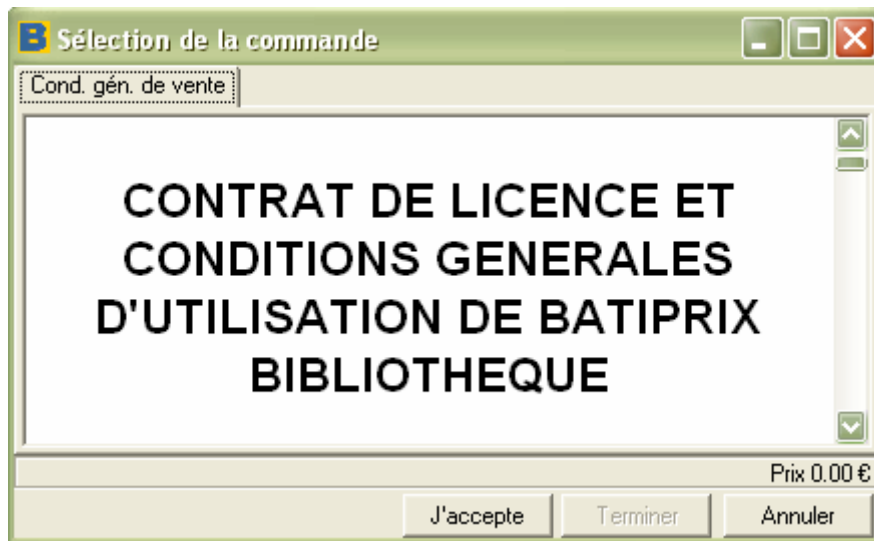 B Sélection de la commande
Cond. gén. de vente
CONTRAT DE LICENCE ET
CONDITIONS GENERALES
D'UTILISATION DE BATIPRIX
BIBLIOTHEQUE
Prix 0.00 €
J'accepte Terminer Annuler